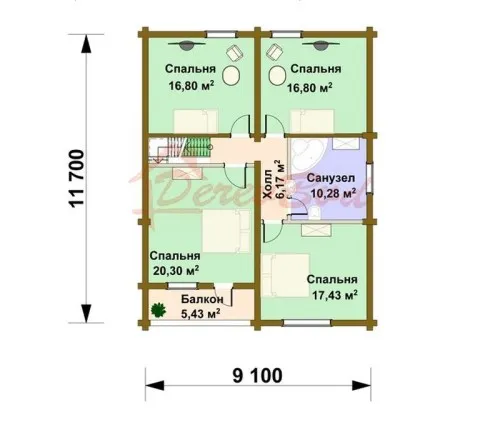 Спальня
16,80 м²
Спальня
16,80 м²
11 700
Холл
6,17 м²
Санузел
10,28 м²
Спальня
20,30 м²
Спальня
17,43 м²
Балкон
5,43 м²
9 100